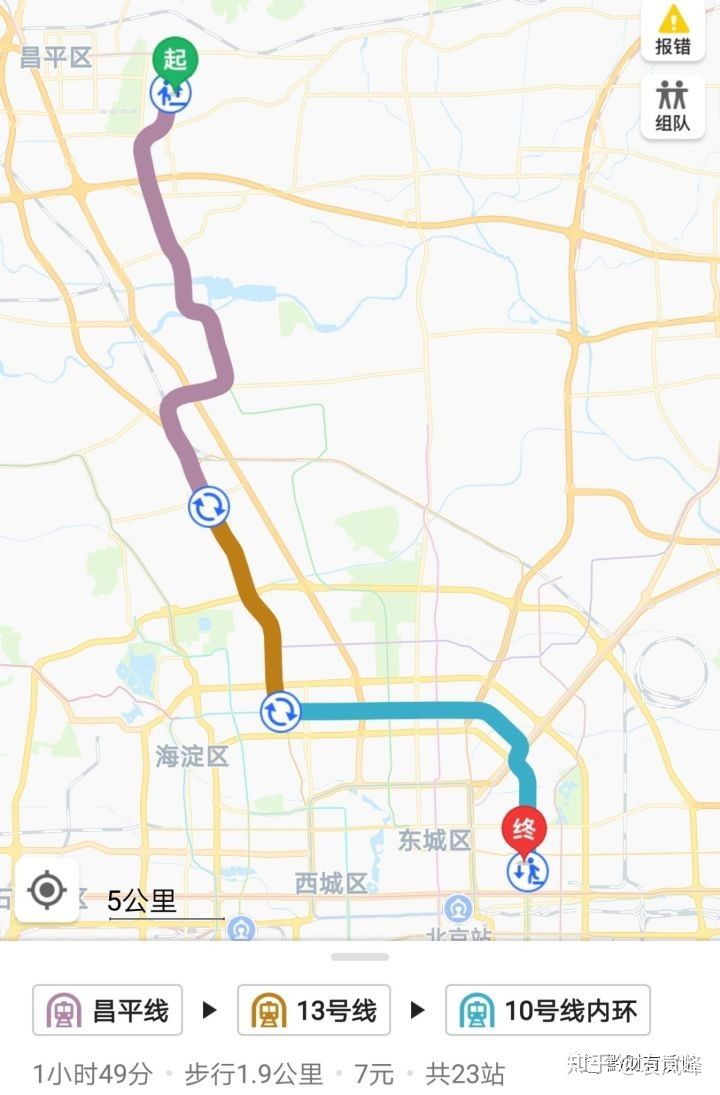 昌平区
起
报错
组队
海淀区
东城区
终
西城区
5公里
区
北京站
昌平线
13号线
10号线内环
1小时49分 · 步行1.9公里 · 7元 · 共23站